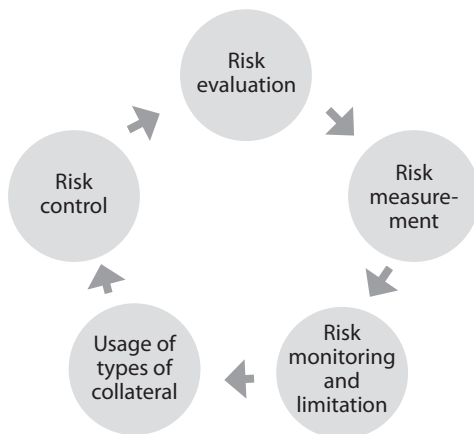 Risk
evaluation
Risk
measure-
ment
Risk
monitoring
and
limitation
Usage of
types of
collateral
Risk
control